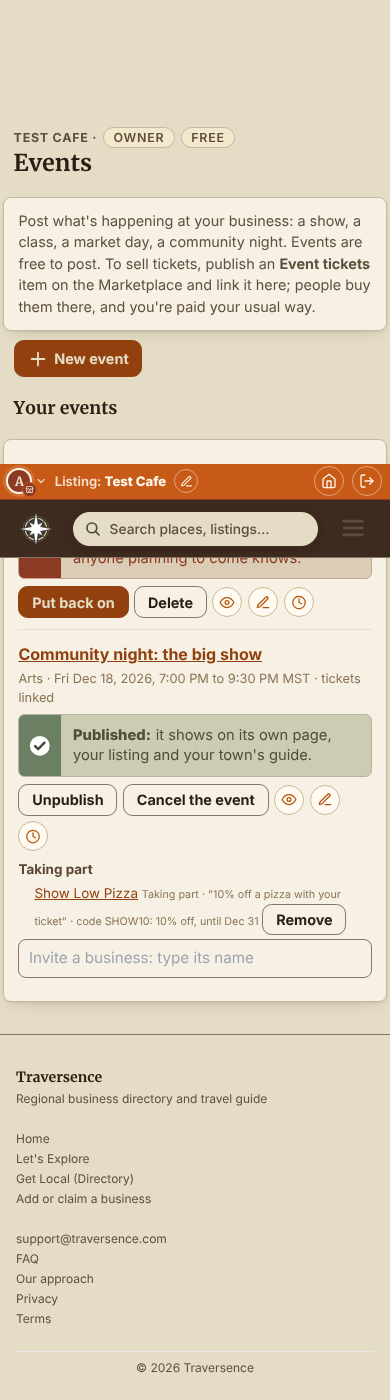 TEST CAFE · OWNER FREE
Events
Post what's happening at your business: a show, a
class, a market day, a community night. Events are
free to post. To sell tickets, publish an Event tickets
item on the Marketplace and link it here; people buy
them there, and you're paid your usual way.
New event
Your events
A Listing: Test Cafe
Search places, listings...
anyone planning to come knows.
Put back on Delete
Community night: the big show
Arts · Fri Dec 18, 2026, 7:00 PM to 9:30 PM MST · tickets
linked
Published: it shows on its own page,
your listing and your town's guide.
Unpublish Cancel the event
Taking part
Show Low Pizza Taking part · "10% off a pizza with your
ticket" · code SHOW10: 10% off, until Dec 31 Remove
Invite a business: type its name
Traversence
Regional business directory and travel guide
Home
Let's Explore
Get Local (Directory)
Add or claim a business
support@traversence.com
FAQ
Our approach
Privacy
Terms
© 2026 Traversence